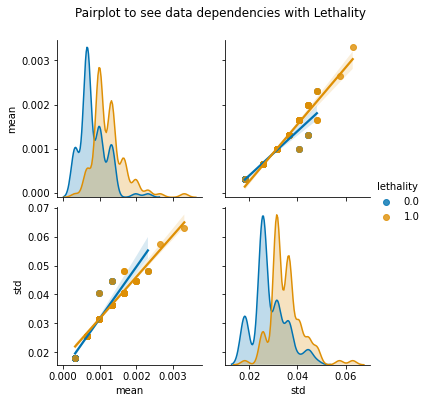 Pairplot to see data dependencies with Lethality
0.003
0.002
0.001
0.000
mean
lethality
0.0
1.0
0.07
0.06
0.05
0.04
0.03
0.02
std
0.000 0.001 0.002 0.003
mean
0.02 0.04 0.06
std